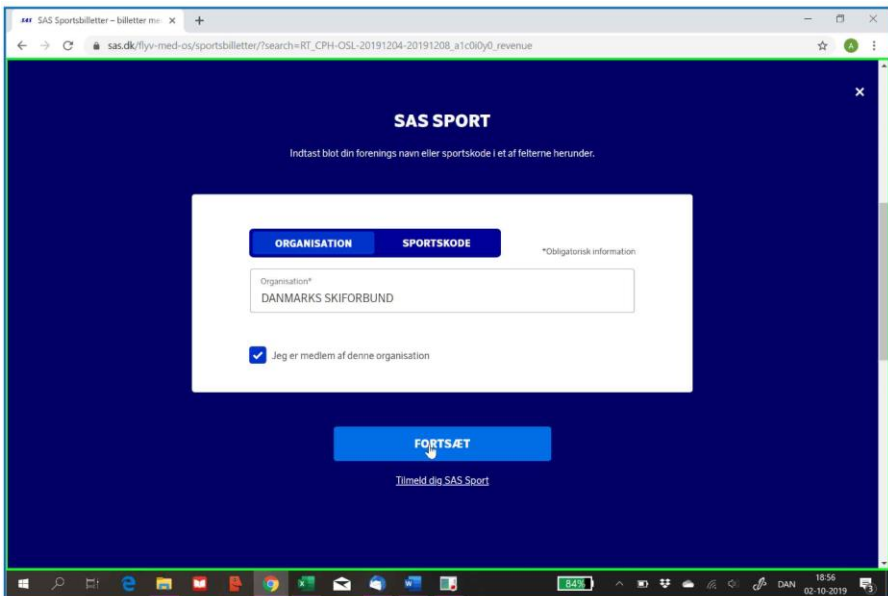 SAS SAS Sportsbilletter – billetter me
sas.dk/flyv-med-os/sportsbilletter/?search=RT_CPH-OSL-20191204-20191208_a1c0i0y0_revenue
A
SAS SPORT
Indtast blot din forenings navn eller sportskode i et af felterne herunder.
ORGANISATION SPORTSKODE
*Obligatorisk information
Organisation*
DANMARKS SKIFORBUND
Jeg er medlem af denne organisation
FORTSÆT
Tilmeld dig SAS Sport
84% DAN 18:56
02-10-2019 3